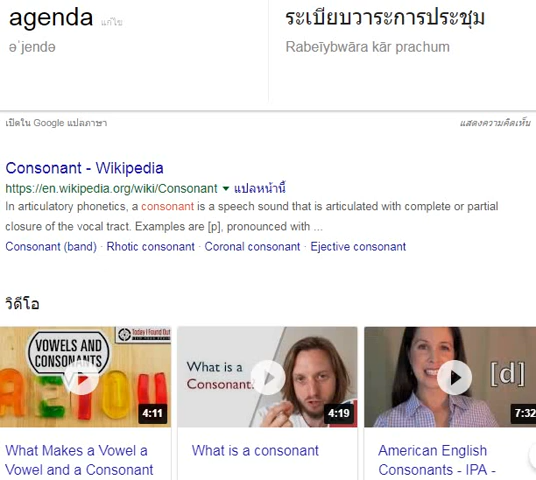 agenda แก้ไข
əˈjendə
ระเบียบวาระการประชุม
Rabeīybwāra kār prachum
เปิดใน Google แปลภาษา
แสดงความคิดเห็น
Consonant - Wikipedia
https://en.wikipedia.org/wiki/Consonant ▼ แปลหน้านี้
In articulatory phonetics, a consonant is a speech sound that is articulated with complete or partial
closure of the vocal tract. Examples are [p], pronounced with ...
Consonant (band) · Rhotic consonant · Coronal consonant · Ejective consonant
วิดีโอ
VOWELS AND
CONSONANTS
Today I Found Out
A E I O U
4:11
What is a
Consonant?
4:19
[d]
7:32
What Makes a Vowel a
Vowel and a Consonant
What is a consonant
American English
Consonants - IPA -